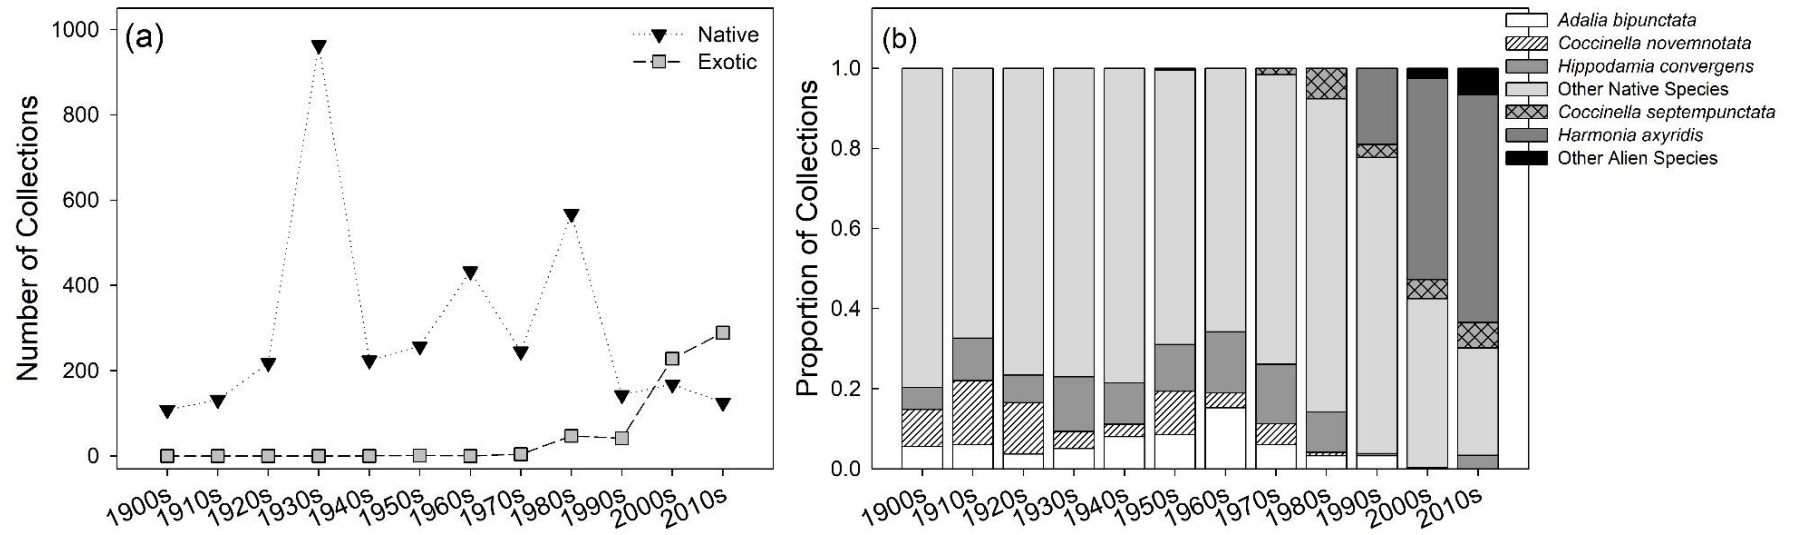 (a)
Native
Exotic
Number of Collections
1000
800
600
400
200
0
1900s
1910s
1920s
1930s
1940s
1950s
1960s
1970s
1980s
1990s
2000s
2010s
(b)
Adalia bipunctata
Coccinella novemnotata
Hippodamia convergens
Other Native Species
Coccinella septempunctata
Harmonia axyridis
Other Alien Species
Proportion of Collections
1.0
0.8
0.6
0.4
0.2
0.0
1900s
1910s
1920s
1930s
1940s
1950s
1960s
1970s
1980s
1990s
2000s
2010s